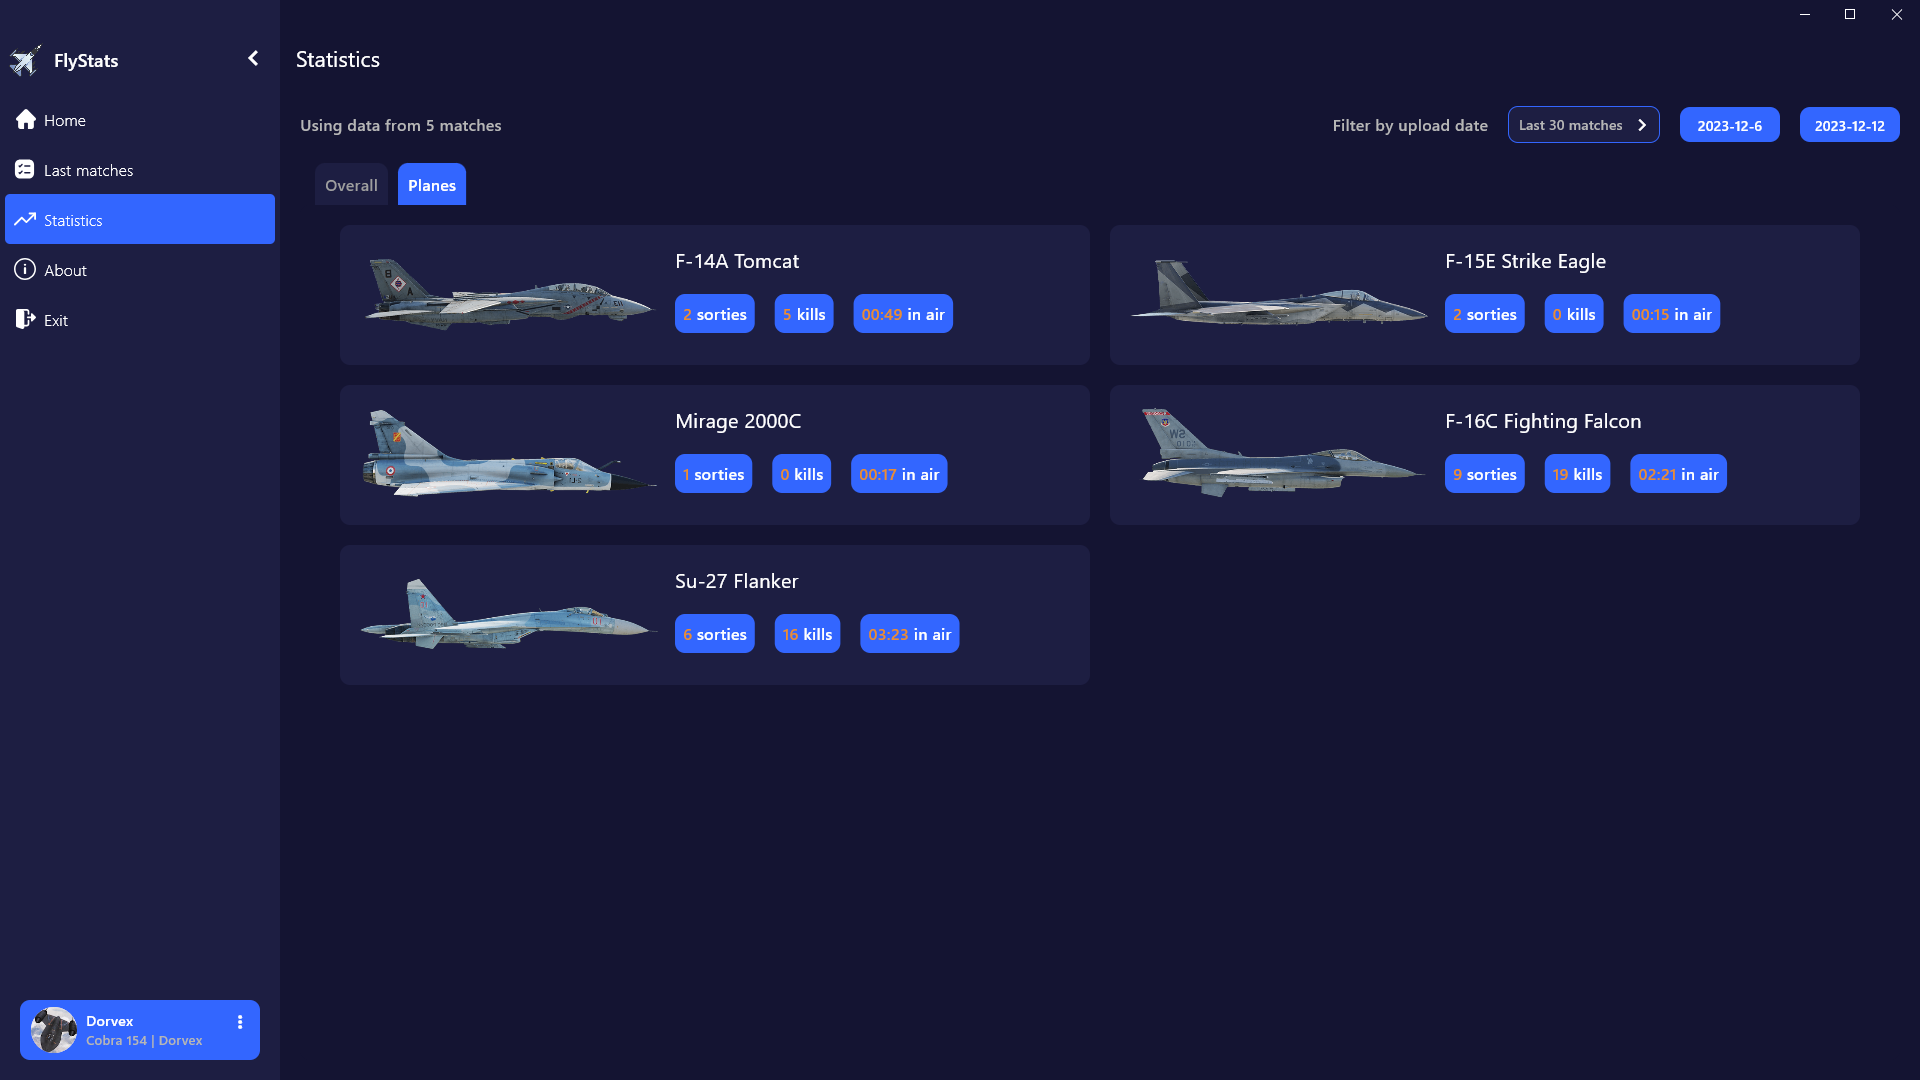 FlyStats
Home
Last matches
Statistics
About
Exit
Statistics
Using data from 5 matches
Filter by upload date
Last 30 matches
2023-12-6
2023-12-12
Overall
Planes
F-14A Tomcat
2 sorties
5 kills
00:49 in air
F-15E Strike Eagle
2 sorties
0 kills
00:15 in air
Mirage 2000C
1 sorties
0 kills
00:17 in air
F-16C Fighting Falcon
9 sorties
19 kills
02:21 in air
Su-27 Flanker
6 sorties
16 kills
03:23 in air
Dorvex
Cobra 154 | Dorvex